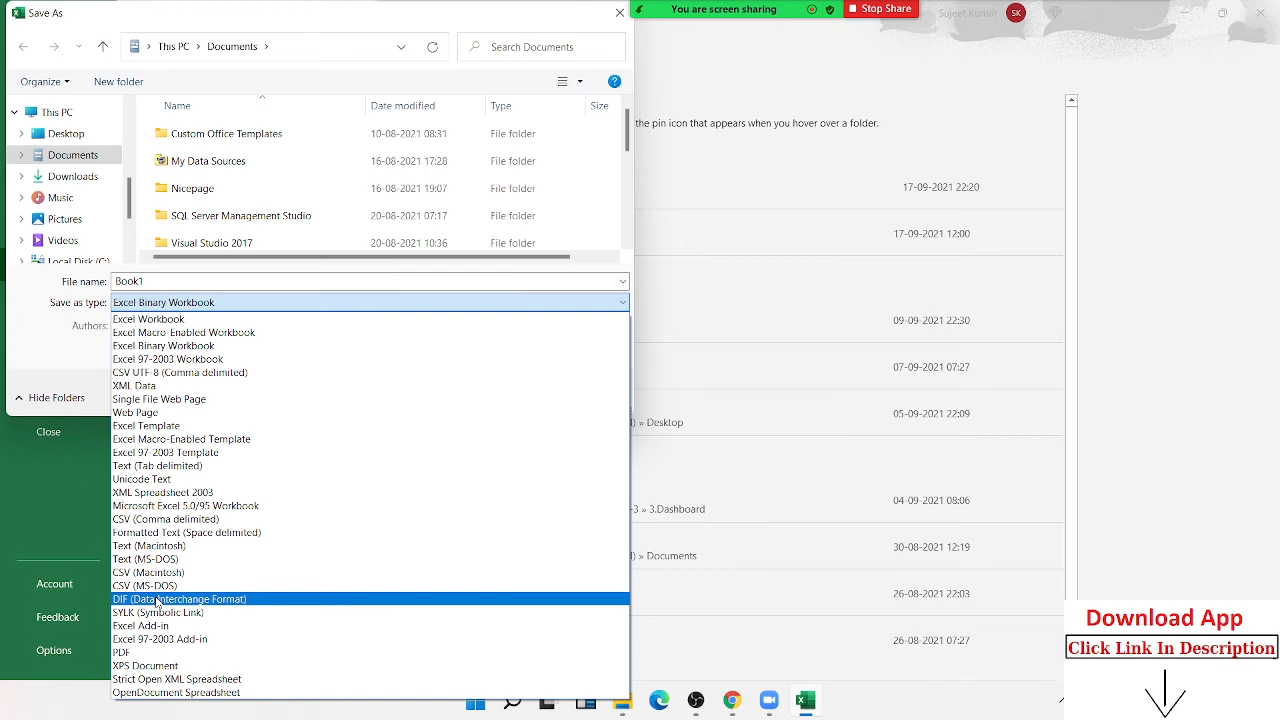 Save As
You are screen sharing
Stop Share
Sujeet Kumar
SK
This PC
Documents
Search Documents
Organize
New folder
Name
Date modified
Type
Size
This PC
Desktop
Documents
Downloads
Music
Pictures
Videos
Local Disk (C:)
Custom Office Templates 10-08-2021 08:31 File folder
My Data Sources 16-08-2021 17:28 File folder
Nicepage 16-08-2021 19:07 File folder
SQL Server Management Studio 20-08-2021 07:17 File folder
Visual Studio 2017 20-08-2021 10:36 File folder
File name: Book1
Save as type: Excel Binary Workbook
Authors:
Hide Folders
Excel Workbook
Excel Macro-Enabled Workbook
Excel Binary Workbook
Excel 97-2003 Workbook
CSV UTF-8 (Comma delimited)
XML Data
Single File Web Page
Web Page
Excel Template
Excel Macro-Enabled Template
Excel 97-2003 Template
Text (Tab delimited)
Unicode Text
XML Spreadsheet 2003
Microsoft Excel 5.0/95 Workbook
CSV (Comma delimited)
Formatted Text (Space delimited)
Text (Macintosh)
Text (MS-DOS)
CSV (Macintosh)
CSV (MS-DOS)
DIF (Data Interchange Format)
SYLK (Symbolic Link)
Excel Add-in
Excel 97-2003 Add-in
PDF
XPS Document
Strict Open XML Spreadsheet
OpenDocument Spreadsheet
Close
Account
Feedback
Options
the pin icon that appears when you hover over a folder.
17-09-2021 22:20
17-09-2021 12:00
09-09-2021 22:30
07-09-2021 07:27
» Desktop 05-09-2021 22:09
-3 » 3.Dashboard 04-09-2021 08:06
» Documents 30-08-2021 12:19
26-08-2021 22:03
26-08-2021 07:27
Download App
Click Link In Description